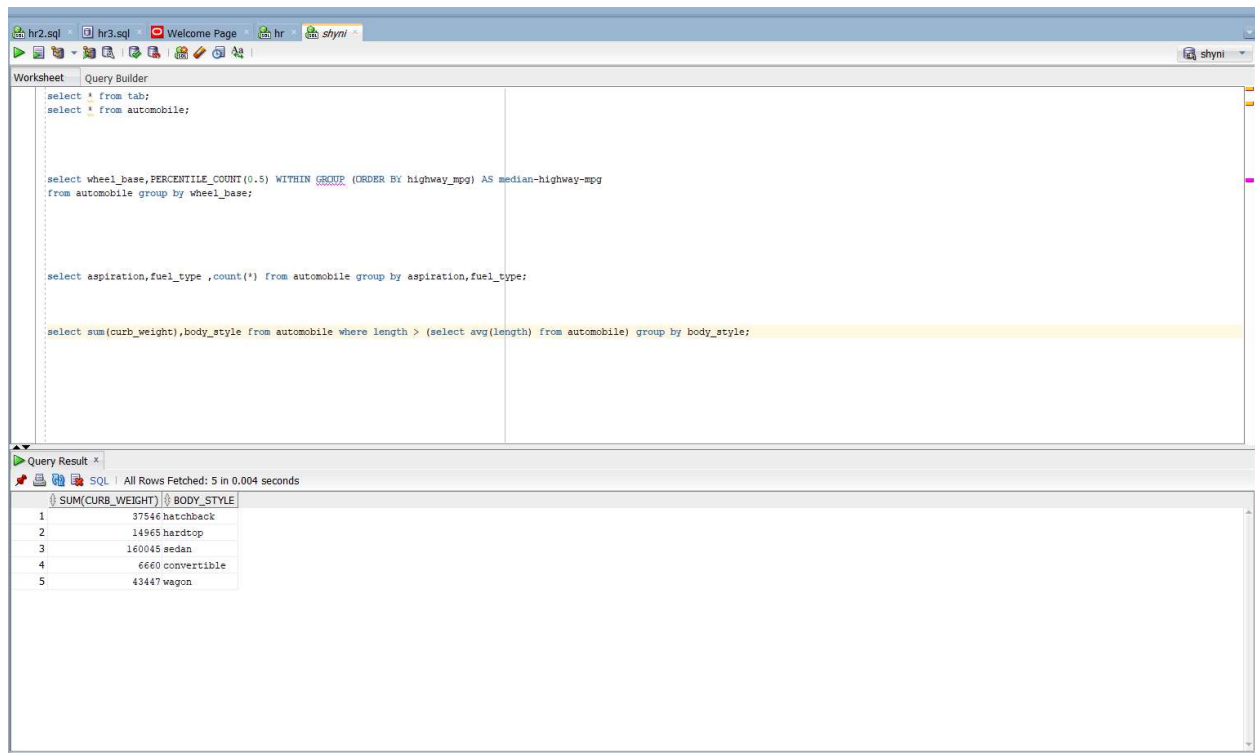 hr2.sql hr3.sql Welcome Page hr shyni
shyni
Worksheet Query Builder
select * from tab;
select * from automobile;
select wheel_base,PERCENTILE_COUNT(0.5) WITHIN GROUP (ORDER BY highway_mpg) AS median-highway-mpg
from automobile group by wheel_base;
select aspiration,fuel_type ,count(*) from automobile group by aspiration,fuel_type;
select sum(curb_weight),body_style from automobile where length > (select avg(length) from automobile) group by body_style;
Query Result
SQL | All Rows Fetched: 5 in 0.004 seconds
SUM(CURB_WEIGHT) BODY_STYLE
1 37546 hatchback
2 14965 hardtop
3 160045 sedan
4 6660 convertible
5 43447 wagon